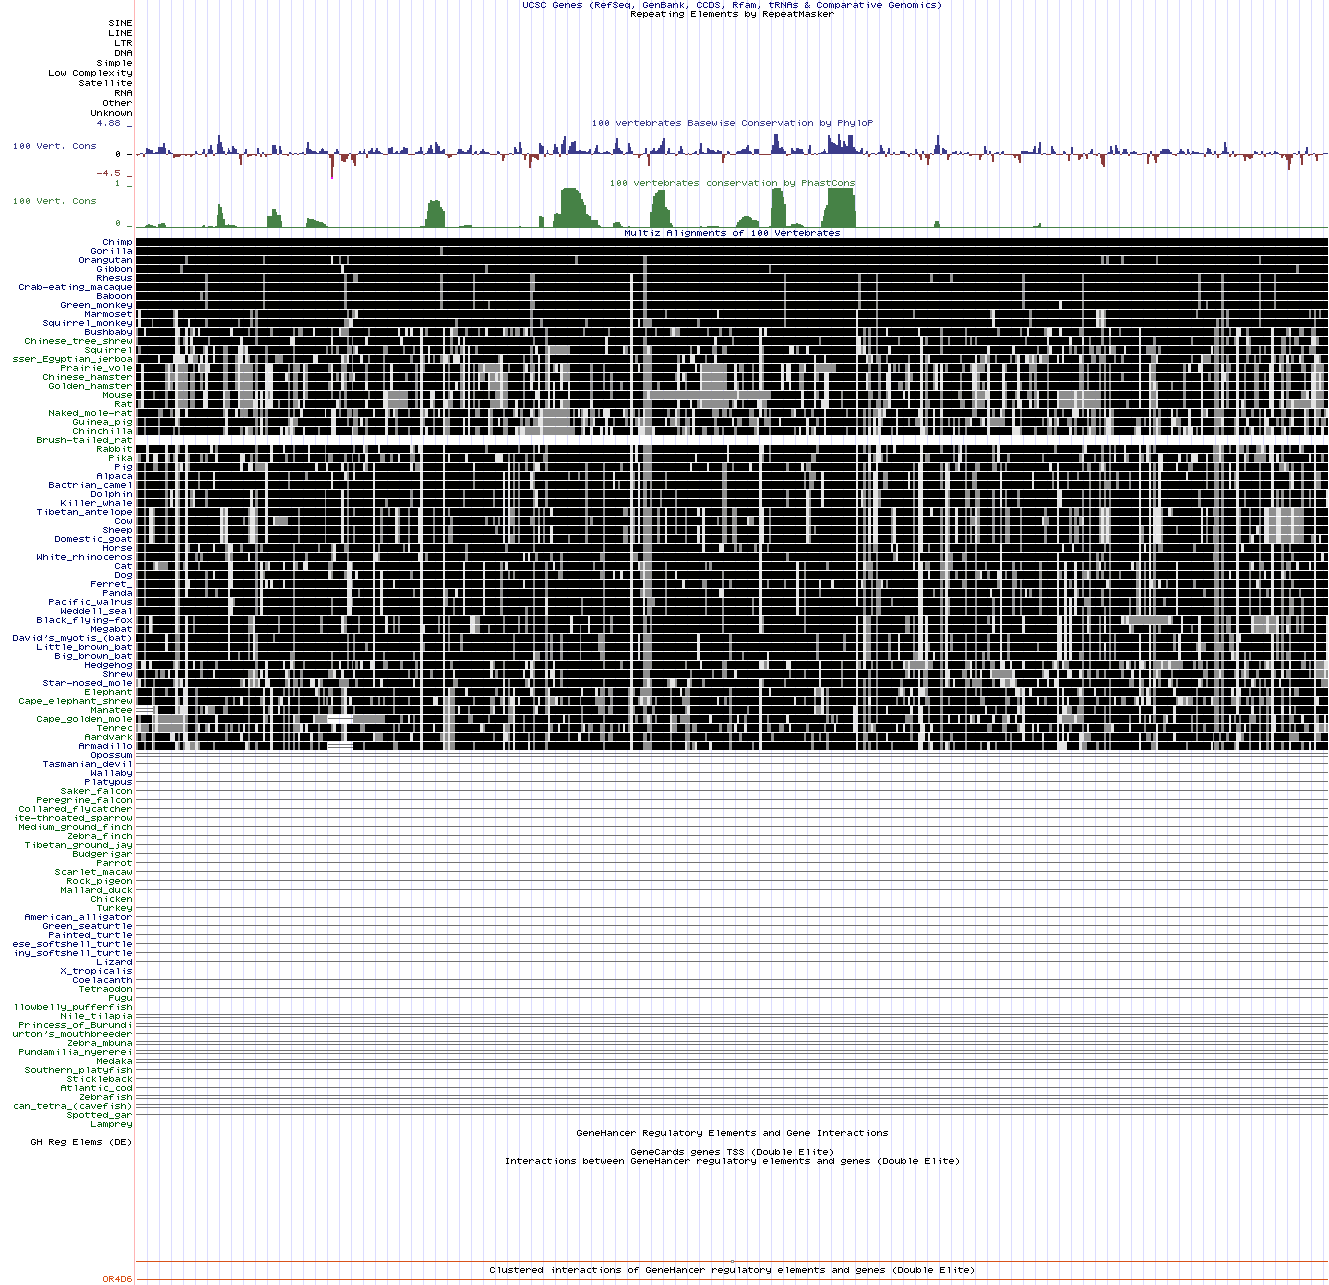 UCSC Genes (RefSeq, GenBank, CCDS, Rfam, tRNAs & Comparative Genomics)
Repeating Elements by RepeatMasker
SINE
LINE
LTR
DNA
Simple
Low Complexity
Satellite
RNA
Other
Unknown
4.88 _
100 vertebrates Basewise Conservation by PhyloP
100 Vert. Cons
0 -
-4.5 _
1 _
100 vertebrates conservation by PhastCons
100 Vert. Cons
0 _
Multiz Alignments of 100 Vertebrates
Chimp
Gorilla
Orangutan
Gibbon
Rhesus
Crab-eating_macaque
Baboon
Green_monkey
Marmoset
Squirrel_monkey
Bushbaby
Chinese_tree_shrew
Squirrel
sser_Egyptian_jerboa
Prairie_vole
Chinese_hamster
Golden_hamster
Mouse
Rat
Naked_mole-rat
Guinea_pig
Chinchilla
Brush-tailed_rat
Rabbit
Pika
Pig
Alpaca
Bactrian_camel
Dolphin
Killer_whale
Tibetan_antelope
Cow
Sheep
Domestic_goat
Horse
White_rhinoceros
Cat
Dog
Ferret_
Panda
Pacific_walrus
Weddell_seal
Black_flying-fox
Megabat
David's_myotis_(bat)
Little_brown_bat
Big_brown_bat
Hedgehog
Shrew
Star-nosed_mole
Elephant
Cape_elephant_shrew
Manatee
Cape_golden_mole
Tenrec
Aardvark
Armadillo
Opossum
Tasmanian_devil
Wallaby
Platypus
Saker_falcon
Peregrine_falcon
Collared_flycatcher
ite-throated_sparrow
Medium_ground_finch
Zebra_finch
Tibetan_ground_jay
Budgerigar
Parrot
Scarlet_macaw
Rock_pigeon
Mallard_duck
Chicken
Turkey
American_alligator
Green_seaturtle
Painted_turtle
ese_softshell_turtle
iny_softshell_turtle
Lizard
X_tropicalis
Coelacanth
Tetraodon
Fugu
llowbelly_pufferfish
Nile_tilapia
Princess_of_Burundi
urton's_mouthbreeder
Zebra_mbuna
Pundamilia_nyererei
Medaka
Southern_platyfish
Stickleback
Atlantic_cod
Zebrafish
can_tetra_(cavefish)
Spotted_gar
Lamprey
GeneHancer Regulatory Elements and Gene Interactions
GH Reg Elems (DE)
GeneCards genes TSS (Double Elite)
Interactions between GeneHancer regulatory elements and genes (Double Elite)
Clustered interactions of GeneHancer regulatory elements and genes (Double Elite)
OR4D6